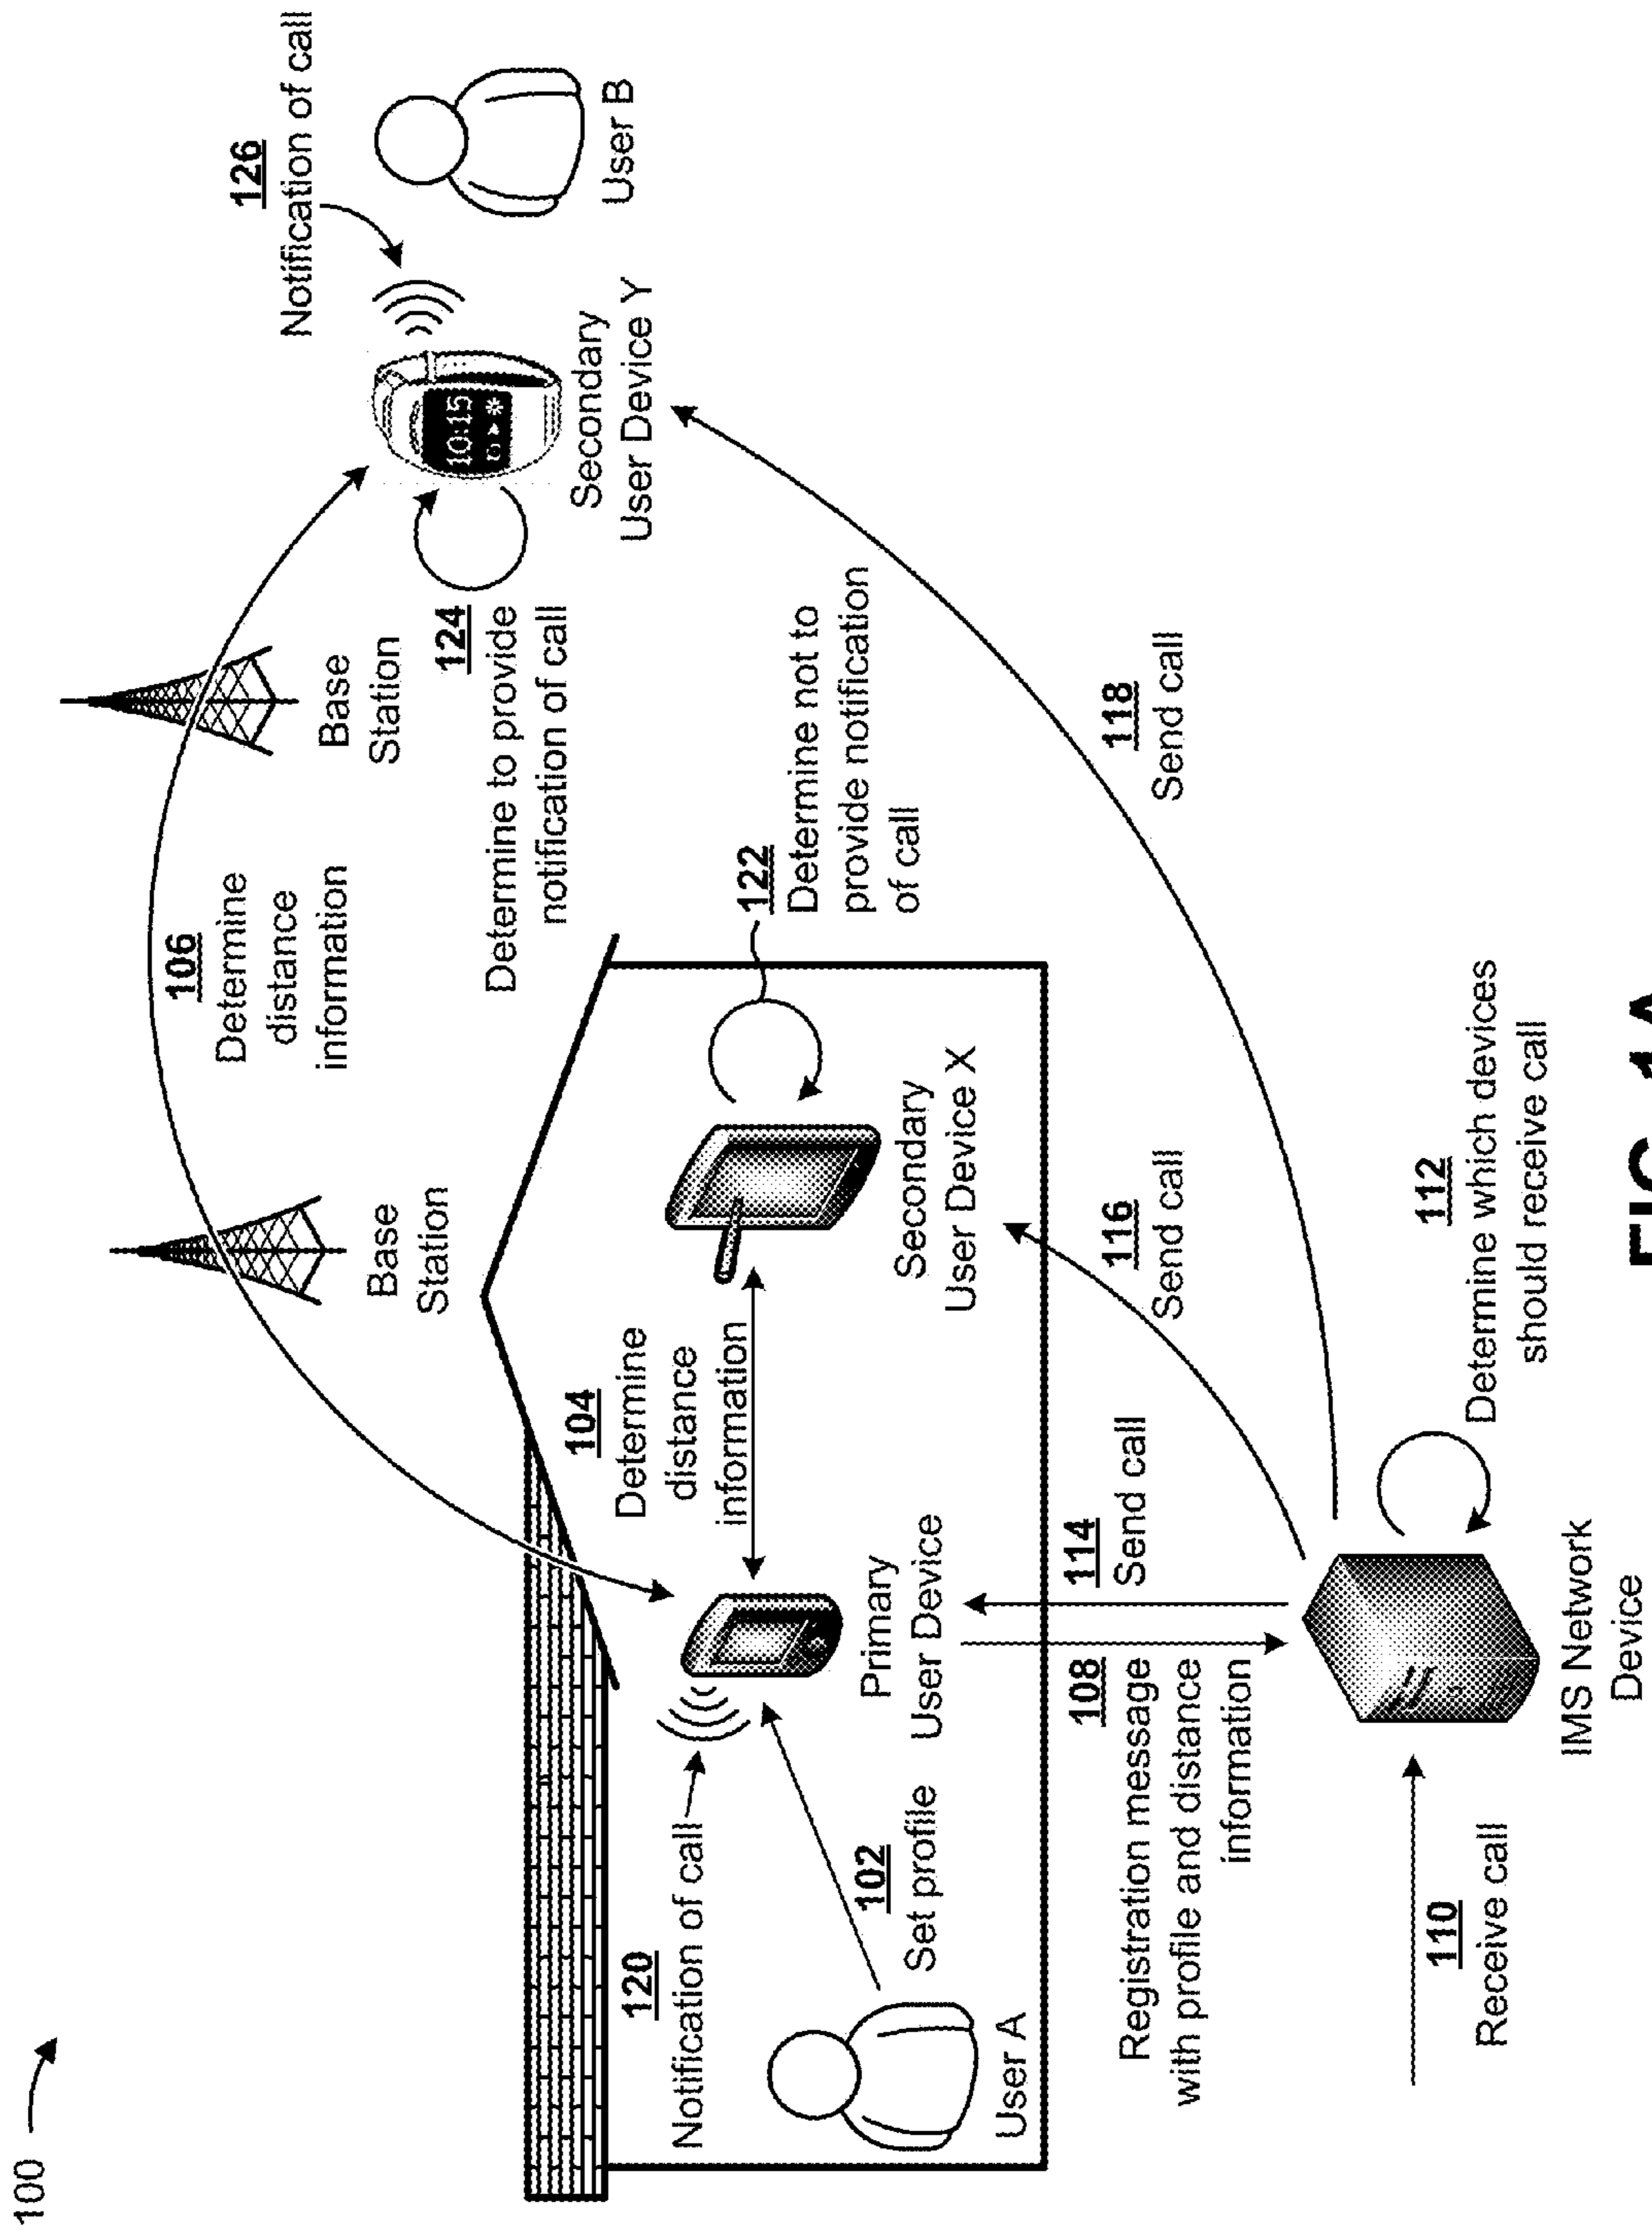 100
126
Notification of call
User B
Secondary
User Device Y
10:15
106
Determine
distance
information
Base
Station
Base
Station
124
Determine to provide
notification of call
122
Determine not to
provide notification
of call
104
Determine
distance
information
Secondary
User Device X
120
Notification of call
Primary
User Device
102
Set profile
User A
108
Registration message
with profile and distance
information
114
Send call
116
Send call
118
Send call
110
Receive call
IMS Network
Device
112
Determine which devices
should receive call